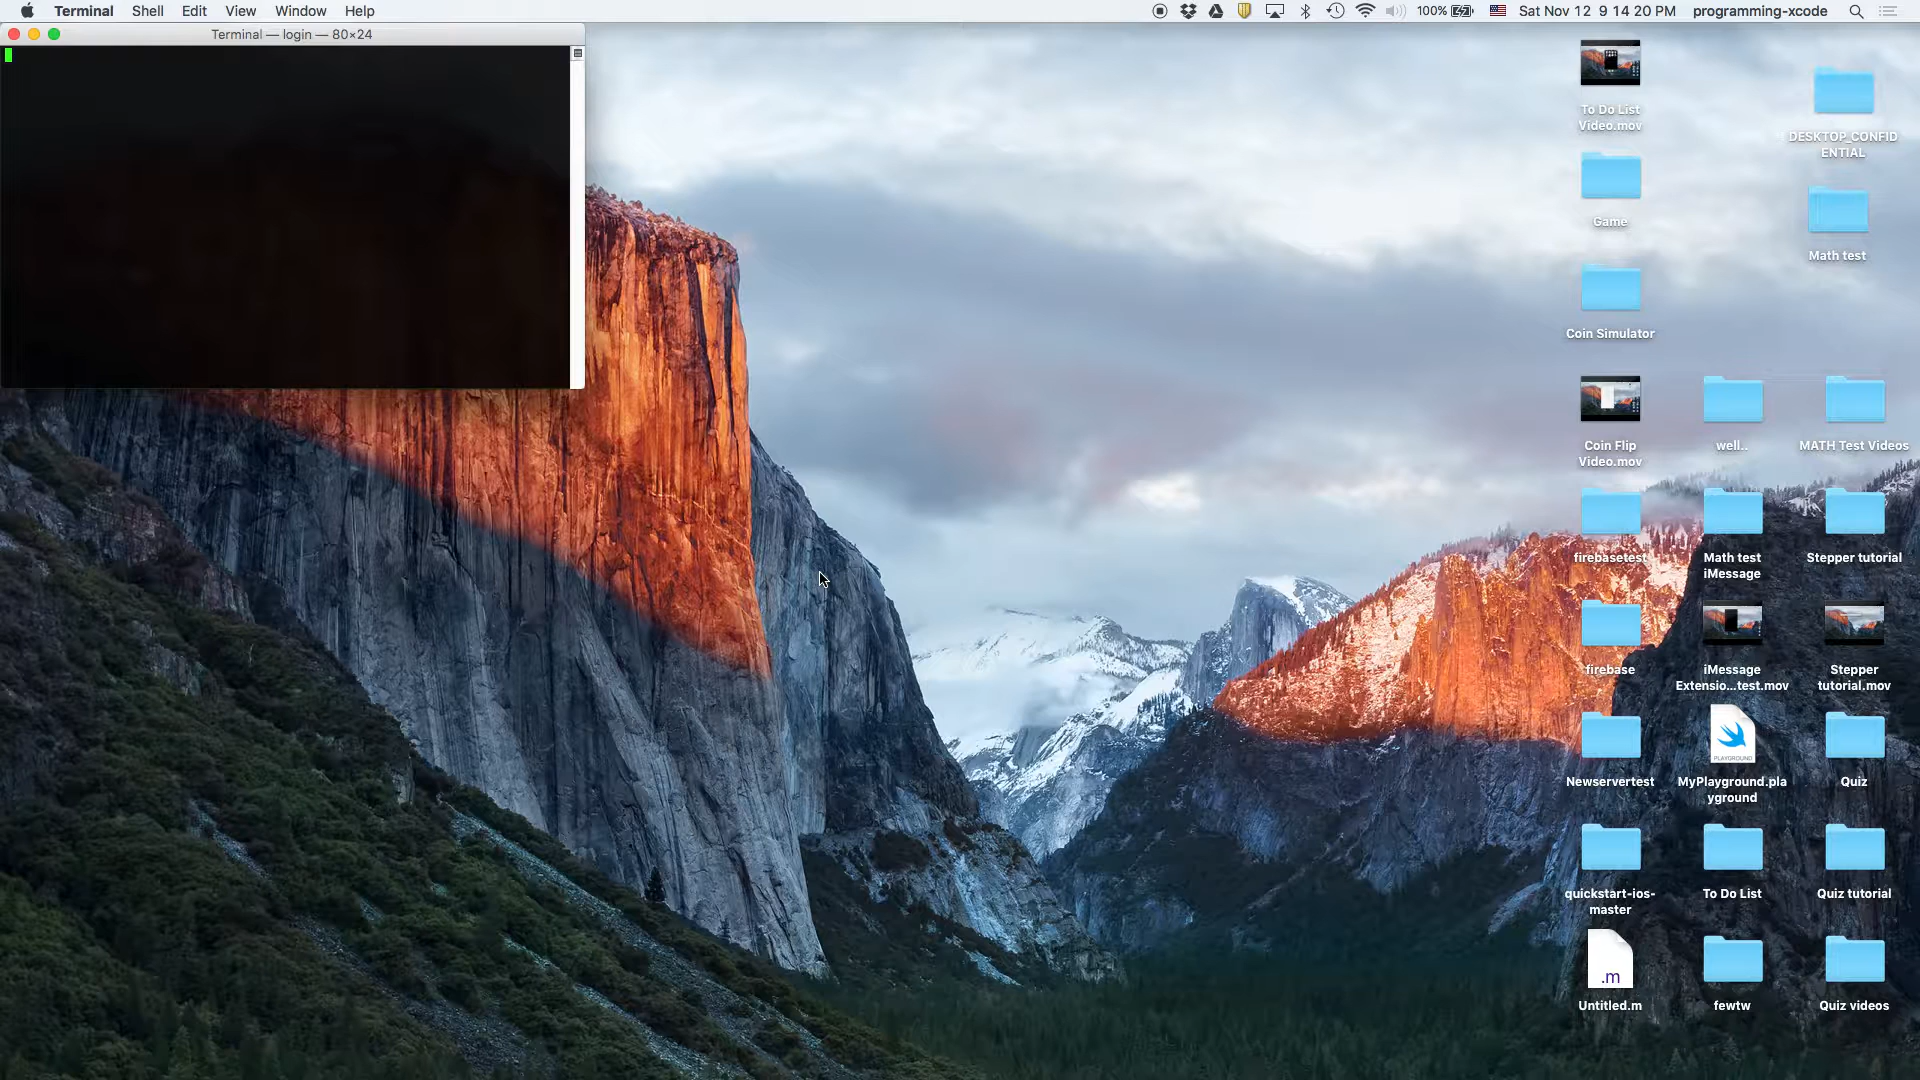 Terminal Shell Edit View Window Help
100% Sat Nov 12 9 14 20 PM programming-xcode
Terminal — login — 80×24
To Do List
Video.mov
DESKTOP_CONFID
ENTIAL
Game
Math test
Coin Simulator
Coin Flip
Video.mov
well..
MATH Test Videos
firebasetest
Math test
iMessage
Stepper tutorial
firebase
iMessage
Extensio...test.mov
Stepper
tutorial.mov
PLAYGROUND
Newservertest
MyPlayground.pla
yground
Quiz
quickstart-ios-
master
To Do List
Quiz tutorial
.m
Untitled.m
fewtw
Quiz videos